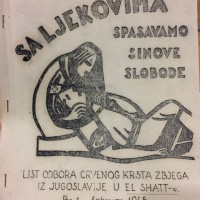 SA LJEKOVIMA
SPASAVAMO
SINOVE
SLOBODE
LIST ODBORA CRVENOG KRSTA ZBJEGA
IZ JUGOSLAVIJE U EL SHATT-u.